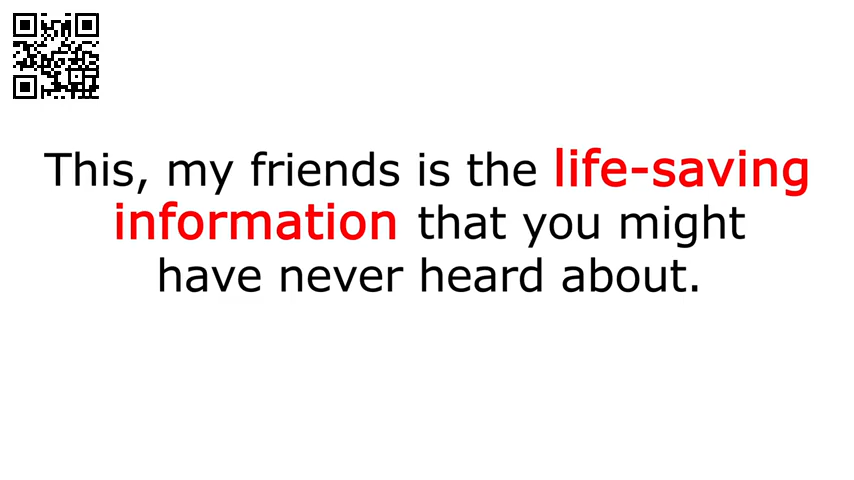 This, my friends is the life-saving
information that you might
have never heard about.